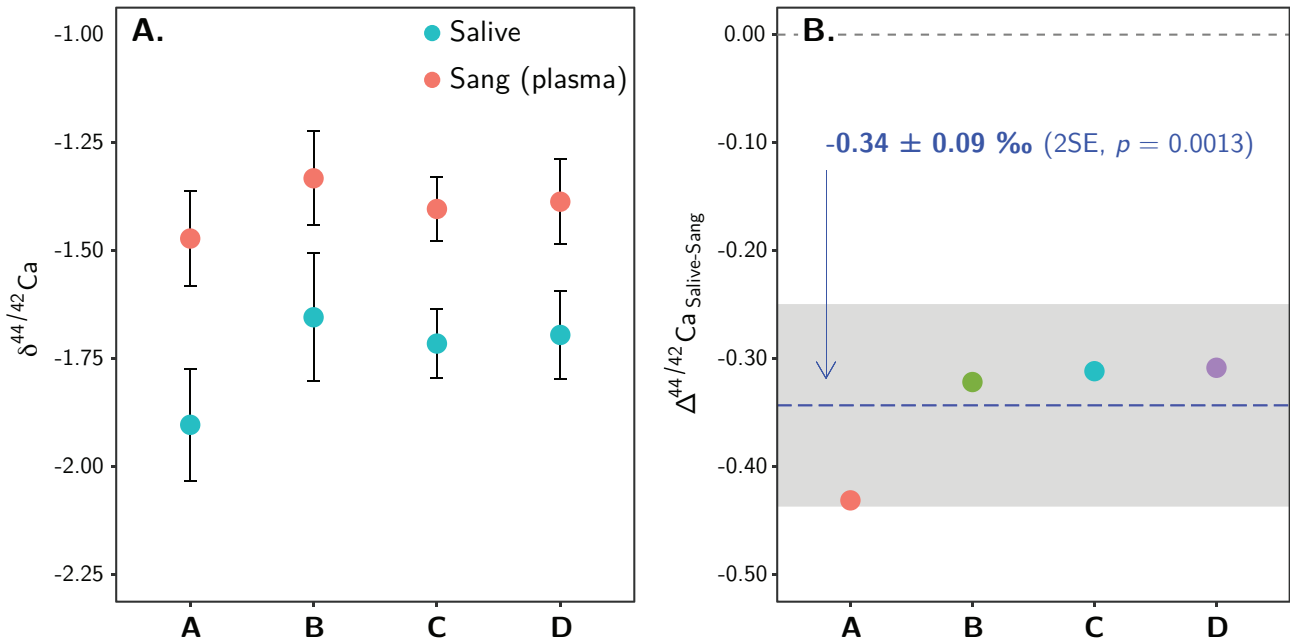 A.
Salive
Sang (plasma)
-1.00
-1.25
-1.50
-1.75
-2.00
-2.25
δ44/42Ca
A B C D
B.
-0.34 ± 0.09 ‰ (2SE, p = 0.0013)
0.00
-0.10
-0.20
-0.30
-0.40
-0.50
Δ44/42Ca Salive-Sang
A B C D